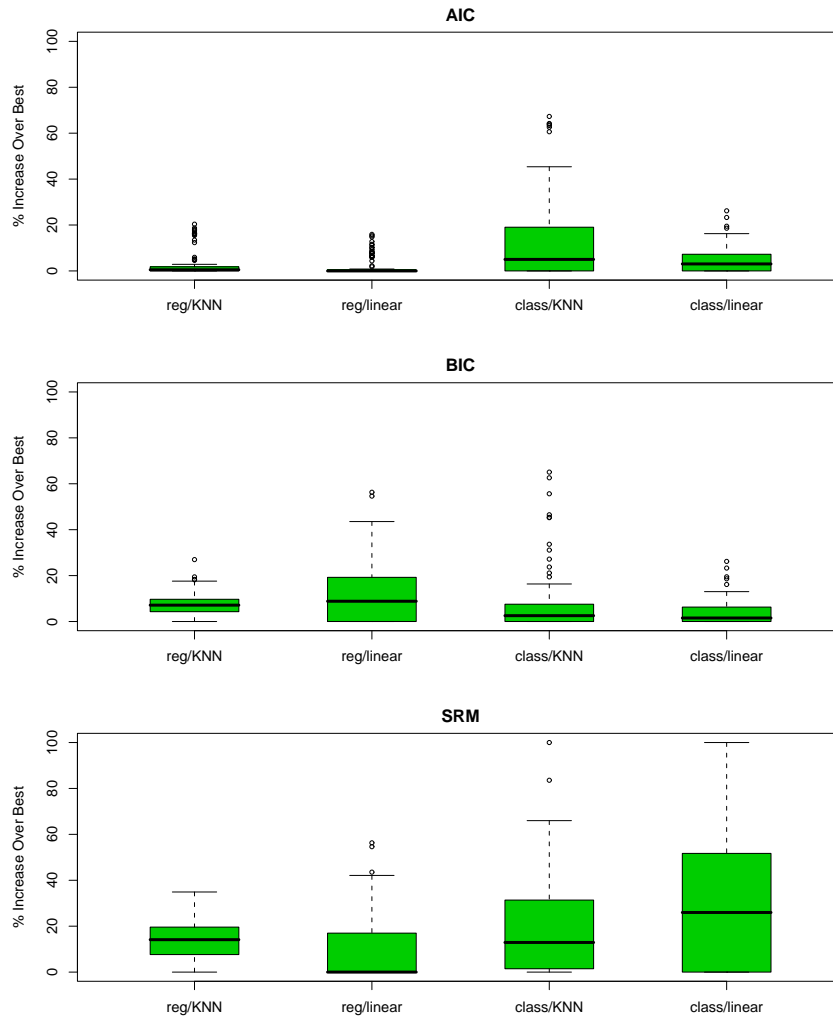 AIC
% Increase Over Best
100
80
60
40
20
0
reg/KNN reg/linear class/KNN class/linear
BIC
% Increase Over Best
100
80
60
40
20
0
reg/KNN reg/linear class/KNN class/linear
SRM
% Increase Over Best
100
80
60
40
20
0
reg/KNN reg/linear class/KNN class/linear